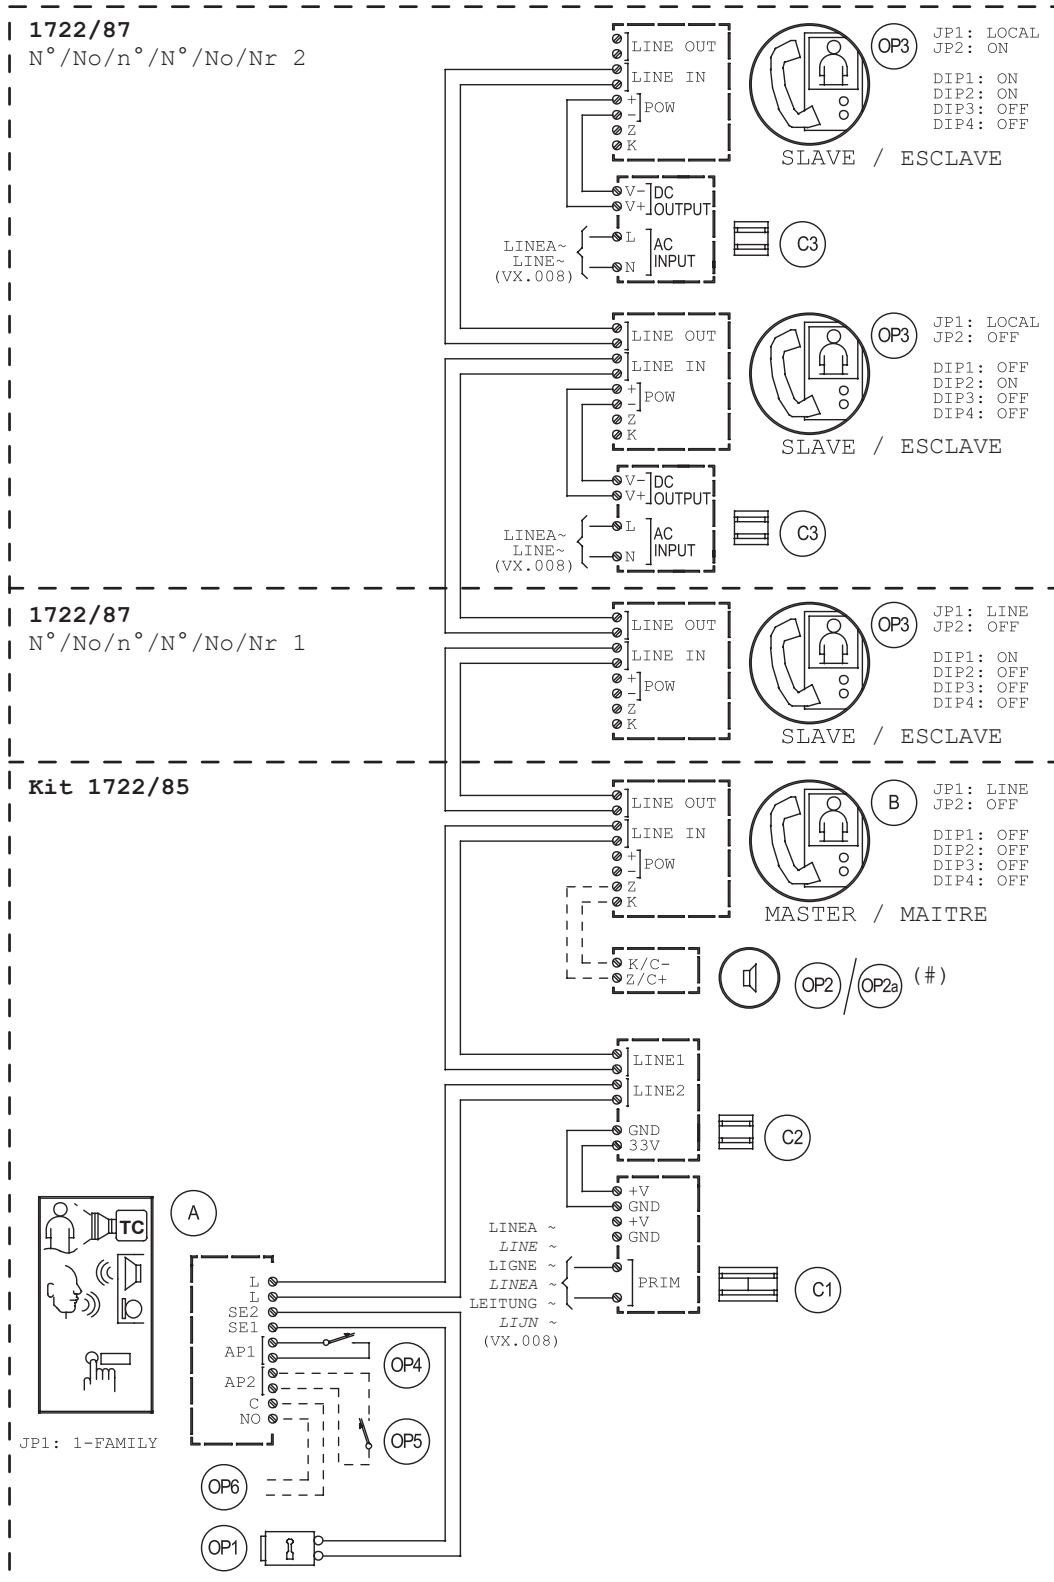 1722/87
N°/No/n°/N°/No/Nr 2
LINE OUT
LINE IN
+
-
POW
Z
K
OP3
JP1: LOCAL
JP2: ON
DIP1: ON
DIP2: ON
DIP3: OFF
DIP4: OFF
SLAVE / ESCLAVE
V-
V+
DC
OUTPUT
L
N
AC
INPUT
LINEA~
LINE~
(VX.008)
C3
LINE OUT
LINE IN
+
-
POW
Z
K
OP3
JP1: LOCAL
JP2: OFF
DIP1: OFF
DIP2: ON
DIP3: OFF
DIP4: OFF
SLAVE / ESCLAVE
V-
V+
DC
OUTPUT
L
N
AC
INPUT
LINEA~
LINE~
(VX.008)
C3
1722/87
N°/No/n°/N°/No/Nr 1
LINE OUT
LINE IN
+
-
POW
Z
K
OP3
JP1: LINE
JP2: OFF
DIP1: ON
DIP2: OFF
DIP3: OFF
DIP4: OFF
SLAVE / ESCLAVE
Kit 1722/85
LINE OUT
LINE IN
+
-
POW
Z
K
B
JP1: LINE
JP2: OFF
DIP1: OFF
DIP2: OFF
DIP3: OFF
DIP4: OFF
MASTER / MAITRE
K/C-
Z/C+
OP2/OP2a (#)
LINE1
LINE2
GND
33V
C2
+V
GND
+V
GND
PRIM
LINEA ~
LINE ~
LIGNE ~
LINEA ~
LEITUNG ~
LIJN ~
(VX.008)
C1
A
TC
JP1: 1-FAMILY
L
L
SE2
SE1
AP1
AP2
C
NO
OP4
OP5
OP6
OP1